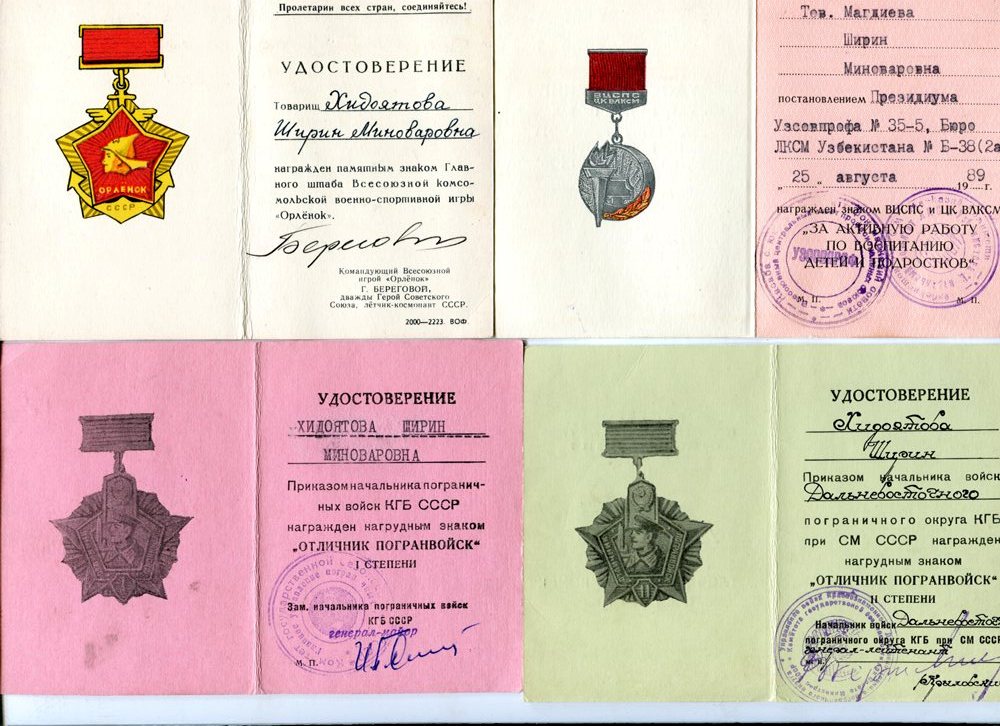 Пролетарии всех стран, соединяйтесь!
УДОСТОВЕРЕНИЕ
Товарищ Хидоятова
Ширин Миноваровна
награжден памятным знаком Глав-
ного штаба Всесоюзной комсо-
мольской военно-спортивной игры
«Орлёнок».
Командующий Всесоюзной
игрой «Орлёнок»
Г. БЕРЕГОВОЙ,
дважды Герой Советского
Союза, лётчик-космонавт СССР.
2000—2223. ВОФ.
ОРЛЁНОК
СССР
ВЦСПС
ЦК ВЛКСМ
Тов. Магдиева
Ширин
Миноваровна
постановлением Президиума
Узсовпрофа № 35-5, Бюро
ЛКСМ Узбекистана № Б-38(2а
„25„ августа 1989 г.
награжден знаком ВЦСПС и ЦК ВЛКСМ
„ЗА АКТИВНУЮ РАБОТУ
ПО ВОСПИТАНИЮ
ДЕТЕЙ И ПОДРОСТКОВ“
М. П. М. П.
УДОСТОВЕРЕНИЕ
ХИДОЯТОВА ШИРИН
МИНОВАРОВНА
Приказом начальника погранич-
ных войск КГБ СССР
награжден нагрудным знаком
„ОТЛИЧНИК ПОГРАНВОЙСК“
I СТЕПЕНИ
Зам. начальника пограничных войск
КГБ СССР
генерал-майор
М. П.
УДОСТОВЕРЕНИЕ
Хидоятова
Ширин
Приказом начальника войск
Дальневосточного
пограничного округа КГБ
при СМ СССР награжден
нагрудным знаком
„ОТЛИЧНИК ПОГРАНВОЙСК“
II СТЕПЕНИ
Начальник войск Дальневосто
пограничного округа КГБ при СМ СССР
генерал-лейтенант